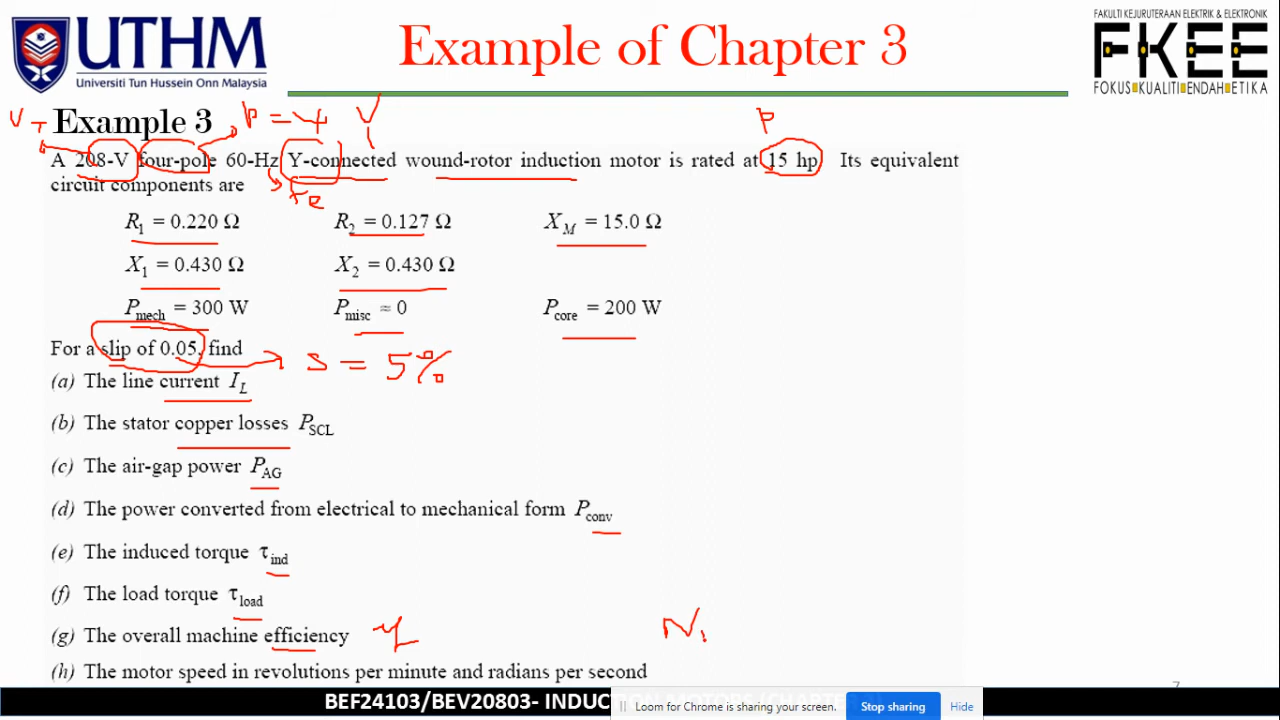 UTHM
Universiti Tun Hussein Onn Malaysia
Example of Chapter 3
FAKULTI KEJURUTERAAN ELEKTRIK & ELEKTRONIK
FKEE
FOKUS KUALITI ENDAH ETIKA
Example 3
V T
P = 4
Y
P
A 208-V four-pole 60-Hz Y-connected wound-rotor induction motor is rated at 15 hp Its equivalent
circuit components are
fe
R1 = 0.220 Ω R2 = 0.127 Ω XM = 15.0 Ω
X1 = 0.430 Ω X2 = 0.430 Ω
Pmech = 300 W Pmisc ≈ 0 Pcore = 200 W
For a slip of 0.05, find
s = 5%
(a) The line current IL
(b) The stator copper losses PSCL
(c) The air-gap power PAG
(d) The power converted from electrical to mechanical form Pconv
(e) The induced torque τind
(f) The load torque τload
(g) The overall machine efficiency η
(h) The motor speed in revolutions per minute and radians per second
BEF24103/BEV20803- INDUCTION MOTORS (CHAPTER 3)
Loom for Chrome is sharing your screen. Stop sharing Hide